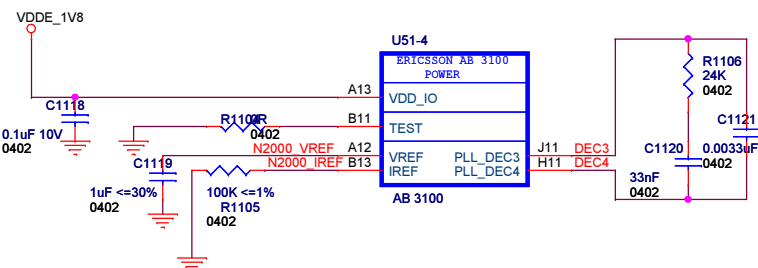 VDDE_1V8
U51-4
ERICSSON AB 3100
POWER
R1106
24K
0402
A13
VDD_IO
C1118
0.1uF 10V
0402
B11
TEST
R1104
0402
C1121
0.0033uF
0402
N2000_VREF
A12
VREF
PLL_DEC3
J11
DEC3
N2000_IREF
B13
IREF
PLL_DEC4
H11
DEC4
C1120
33nF
0402
C1119
1uF <=30%
0402
100K <=1%
R1105
0402
AB 3100